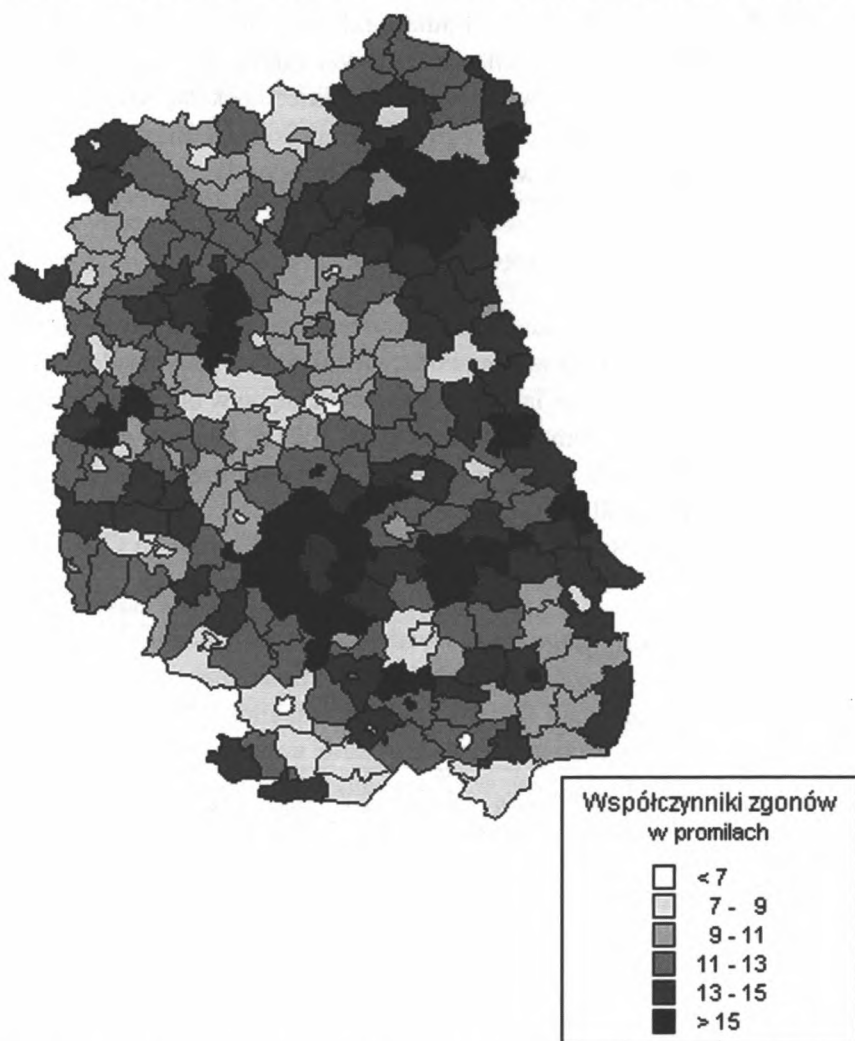 Współczynniki zgonów
w promilach
< 7
7 - 9
9 - 11
11 - 13
13 - 15
> 15